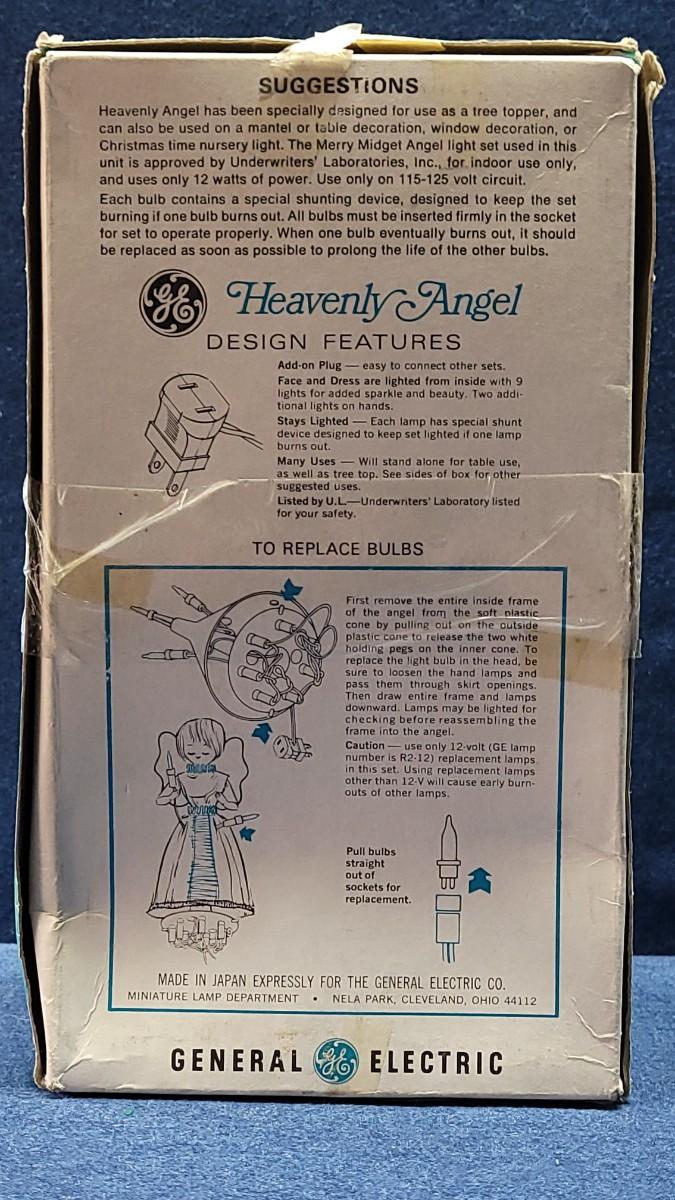 SUGGESTIONS
Heavenly Angel has been specially designed for use as a tree topper, and
can also be used on a mantel or table decoration, window decoration, or
Christmas time nursery light. The Merry Midget Angel light set used in this
unit is approved by Underwriters' Laboratories, Inc., for indoor use only,
and uses only 12 watts of power. Use only on 115-125 volt circuit.
Each bulb contains a special shunting device, designed to keep the set
burning if one bulb burns out. All bulbs must be inserted firmly in the socket
for set to operate properly. When one bulb eventually burns out, it should
be replaced as soon as possible to prolong the life of the other bulbs.
GE Heavenly Angel
DESIGN FEATURES
Add-on Plug — easy to connect other sets.
Face and Dress are lighted from inside with 9
lights for added sparkle and beauty. Two addi-
tional lights on hands.
Stays Lighted — Each lamp has special shunt
device designed to keep set lighted if one lamp
burns out.
Many Uses — Will stand alone for table use,
as well as tree top. See sides of box for other
suggested uses.
Listed by U.L.—Underwriters' Laboratory listed
for your safety.
TO REPLACE BULBS
First remove the entire inside frame
of the angel from the soft plastic
cone by pulling out on the outside
plastic cone to release the two white
holding pegs on the inner cone. To
replace the light bulb in the head, be
sure to loosen the hand lamps and
pass them through skirt openings.
Then draw entire frame and lamps
downward. Lamps may be lighted for
checking before reassembling the
frame into the angel.
Caution — use only 12-volt (GE lamp
number is R2-12) replacement lamps
in this set. Using replacement lamps
other than 12-V will cause early burn-
outs of other lamps.
Pull bulbs
straight
out of
sockets for
replacement.
MADE IN JAPAN EXPRESSLY FOR THE GENERAL ELECTRIC CO.
MINIATURE LAMP DEPARTMENT • NELA PARK, CLEVELAND, OHIO 44112
GENERAL GE ELECTRIC